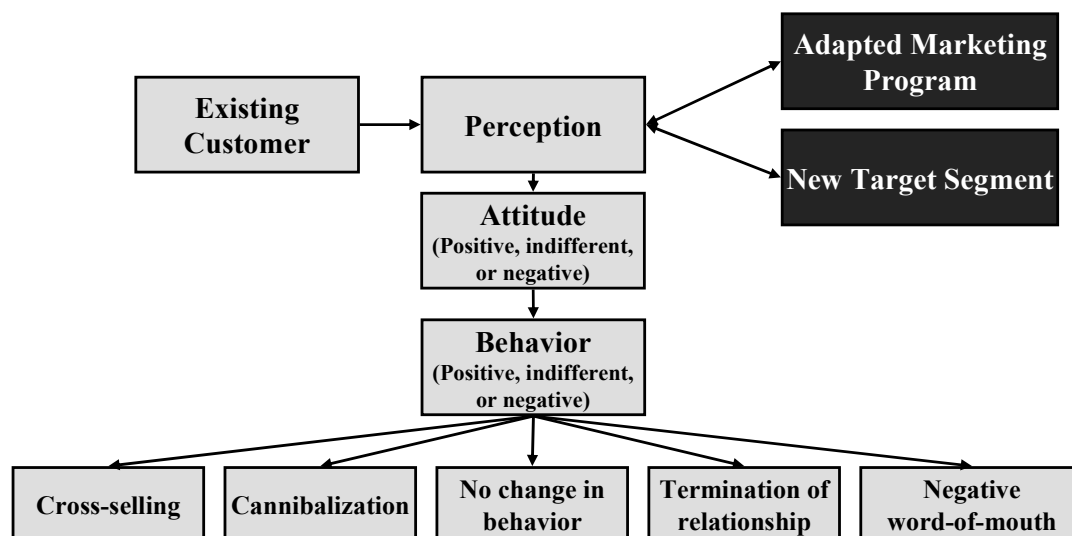 Adapted Marketing
Program
Existing
Customer
Perception
New Target Segment
Attitude
(Positive, indifferent,
or negative)
Behavior
(Positive, indifferent,
or negative)
Cross-selling
Cannibalization
No change in
behavior
Termination of
relationship
Negative
word-of-mouth